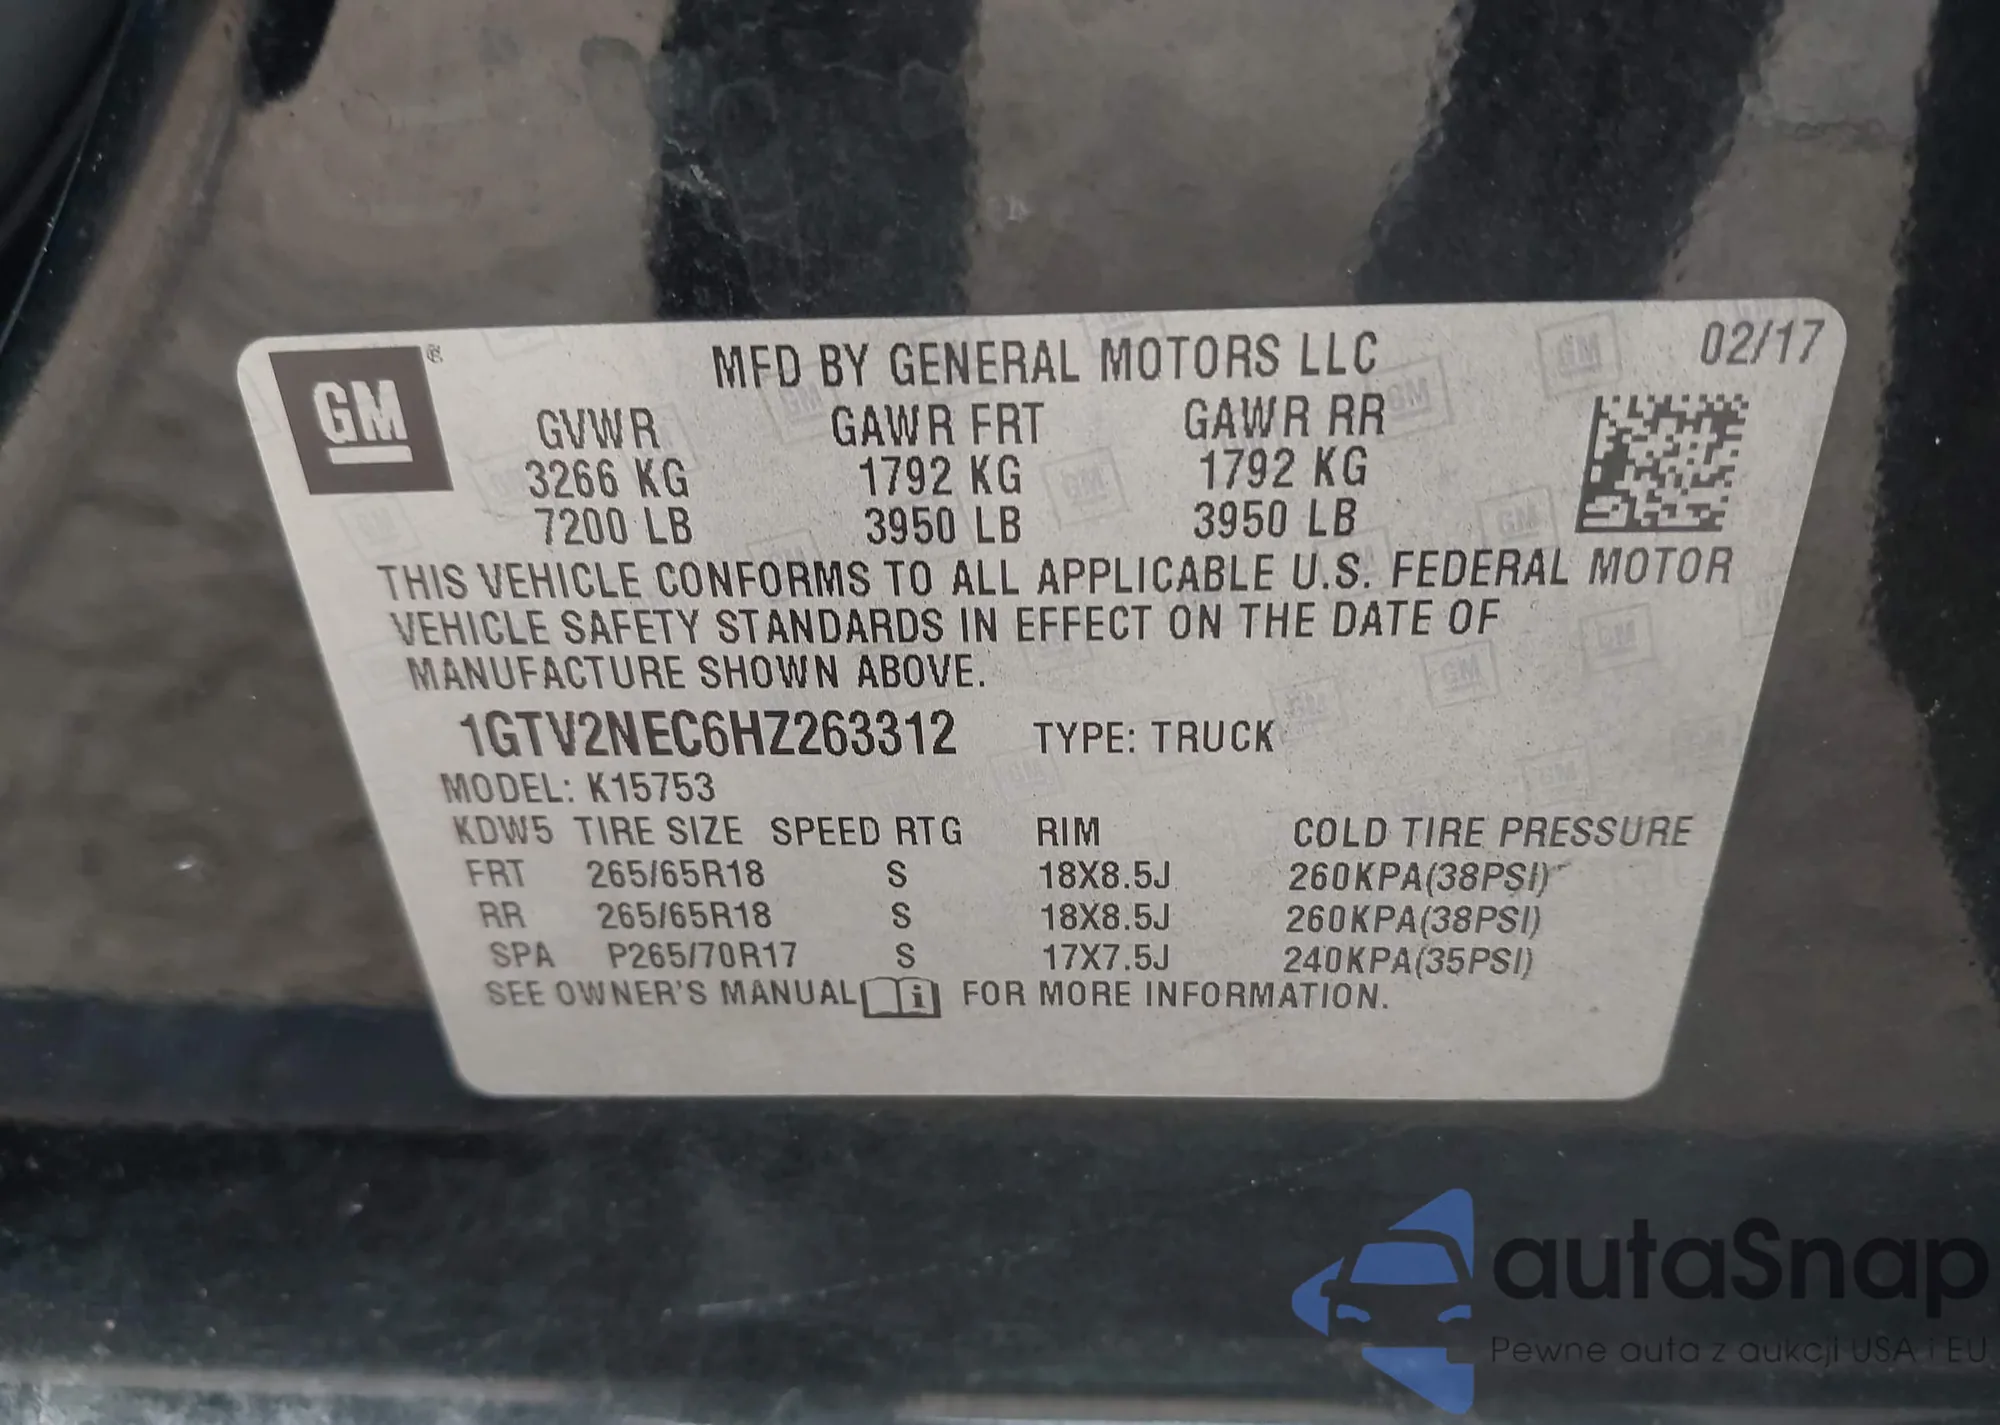 GM
®
MFD BY GENERAL MOTORS LLC 02/17
GVWR GAWR FRT GAWR RR
3266 KG 1792 KG 1792 KG
7200 LB 3950 LB 3950 LB
THIS VEHICLE CONFORMS TO ALL APPLICABLE U.S. FEDERAL MOTOR
VEHICLE SAFETY STANDARDS IN EFFECT ON THE DATE OF
MANUFACTURE SHOWN ABOVE.
1GTV2NEC6HZ263312 TYPE: TRUCK
MODEL: K15753
KDW5 TIRE SIZE SPEED RTG RIM COLD TIRE PRESSURE
FRT 265/65R18 S 18X8.5J 260KPA(38PSI)
RR 265/65R18 S 18X8.5J 260KPA(38PSI)
SPA P265/70R17 S 17X7.5J 240KPA(35PSI)
SEE OWNER'S MANUAL i FOR MORE INFORMATION.
autaSnap
Pewne auta z aukcji USA i EU